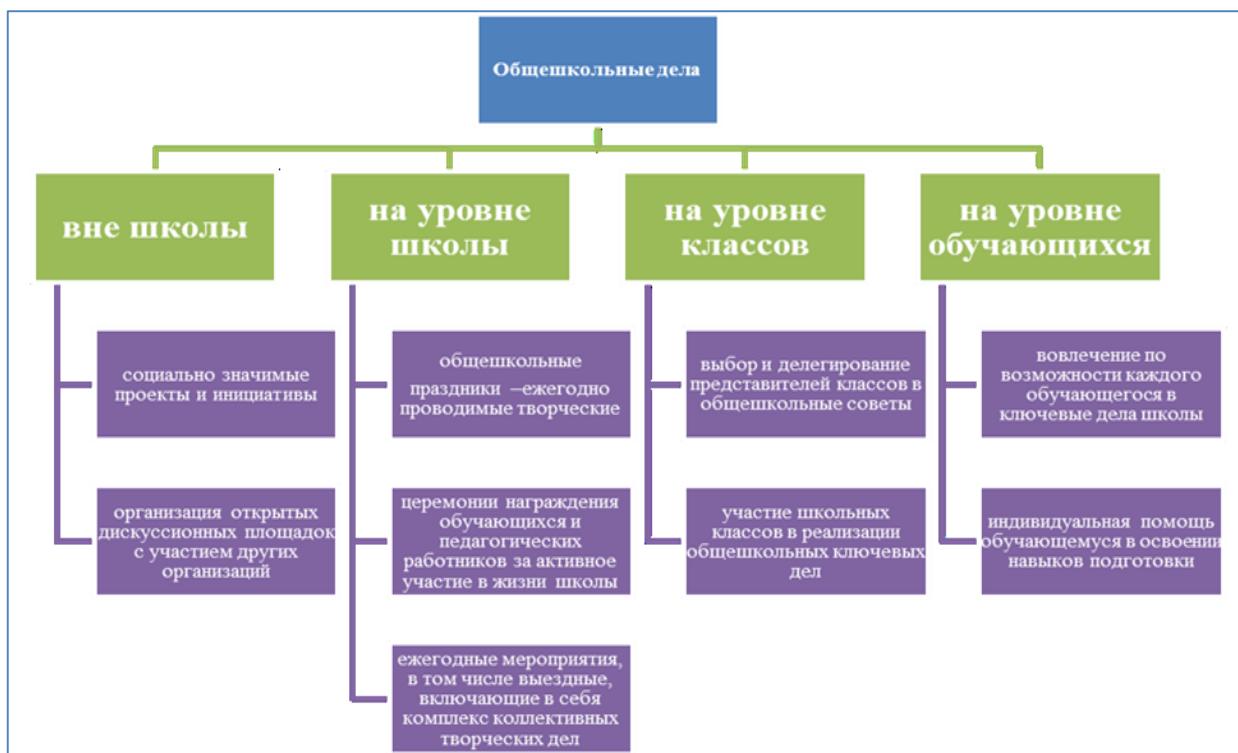 Общешкольные дела
вне школы
на уровне
школы
на уровне
классов
на уровне
обучающихся
социально значимые
проекты и инициативы
организация открытых
дискуссионных площадок
с участием других
организаций
общешкольные
праздники –ежегодно
проводимые творческие
церемонии награждения
обучающихся и
педагогических
работников за активное
участие в жизни школы
ежегодные мероприятия,
в том числе выездные,
включающие в себя
комплекс коллективных
творческих дел
выбор и делегирование
представителей классов в
общешкольные советы
участие школьных
классов в реализации
общешкольных ключевых
дел
вовлечение по
возможности каждого
обучающегося в
ключевые дела школы
индивидуальная помощь
обучающемуся в освоении
навыков подготовки